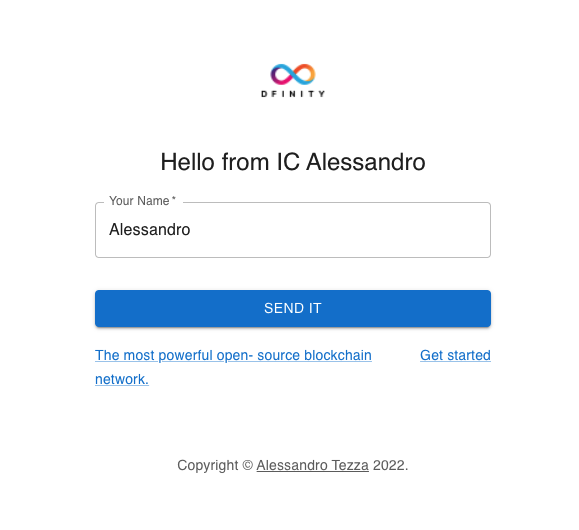 DFINITY
Hello from IC Alessandro
Your Name *
Alessandro
SEND IT
The most powerful open- source blockchain
network.
Get started
Copyright © Alessandro Tezza 2022.